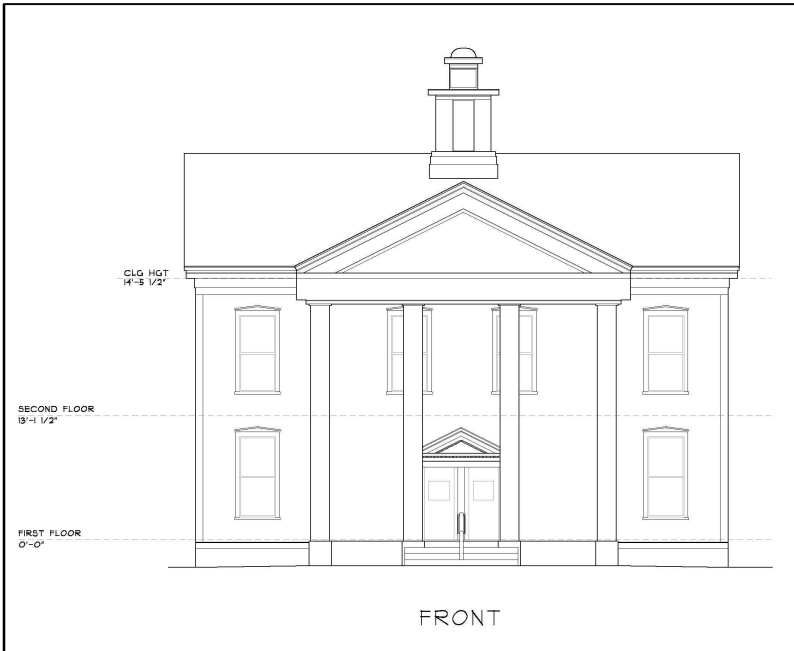 CLG HGT
14'-5 1/2"
SECOND FLOOR
13'-1 1/2"
FIRST FLOOR
0'-0"
FRONT